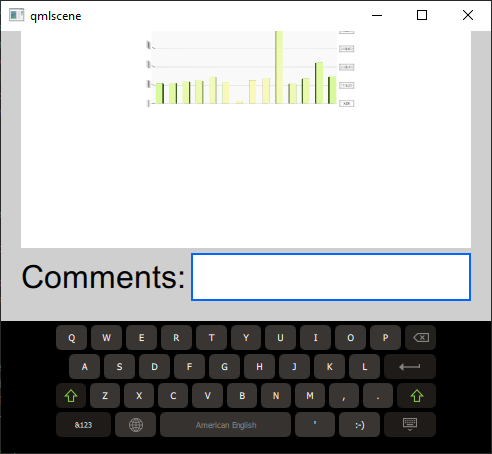 qmlscene
Comments:
Q W E R T Y U I O P
A S D F G H J K L
Z X C V B N M , .
&123 American English ' :-)